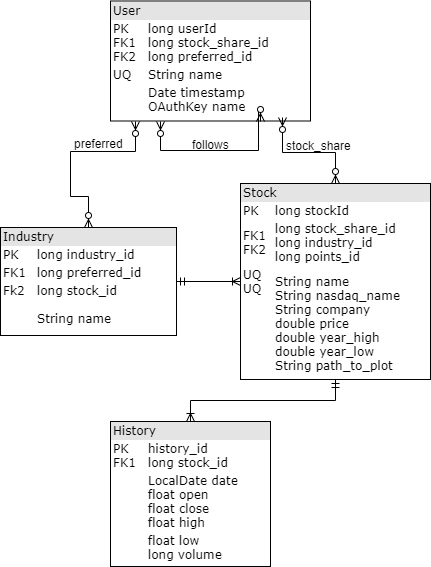 User
PK long userId
FK1 long stock_share_id
FK2 long preferred_id
UQ String name
Date timestamp
OAuthKey name
preferred
follows
stock_share
Stock
PK long stockId
long stock_share_id
FK1 long industry_id
FK2 long points_id
UQ String name
UQ String nasdaq_name
String company
double price
double year_high
double year_low
String path_to_plot
Industry
PK long industry_id
FK1 long preferred_id
Fk2 long stock_id
String name
History
PK history_id
FK1 long stock_id
LocalDate date
float open
float close
float high
float low
long volume